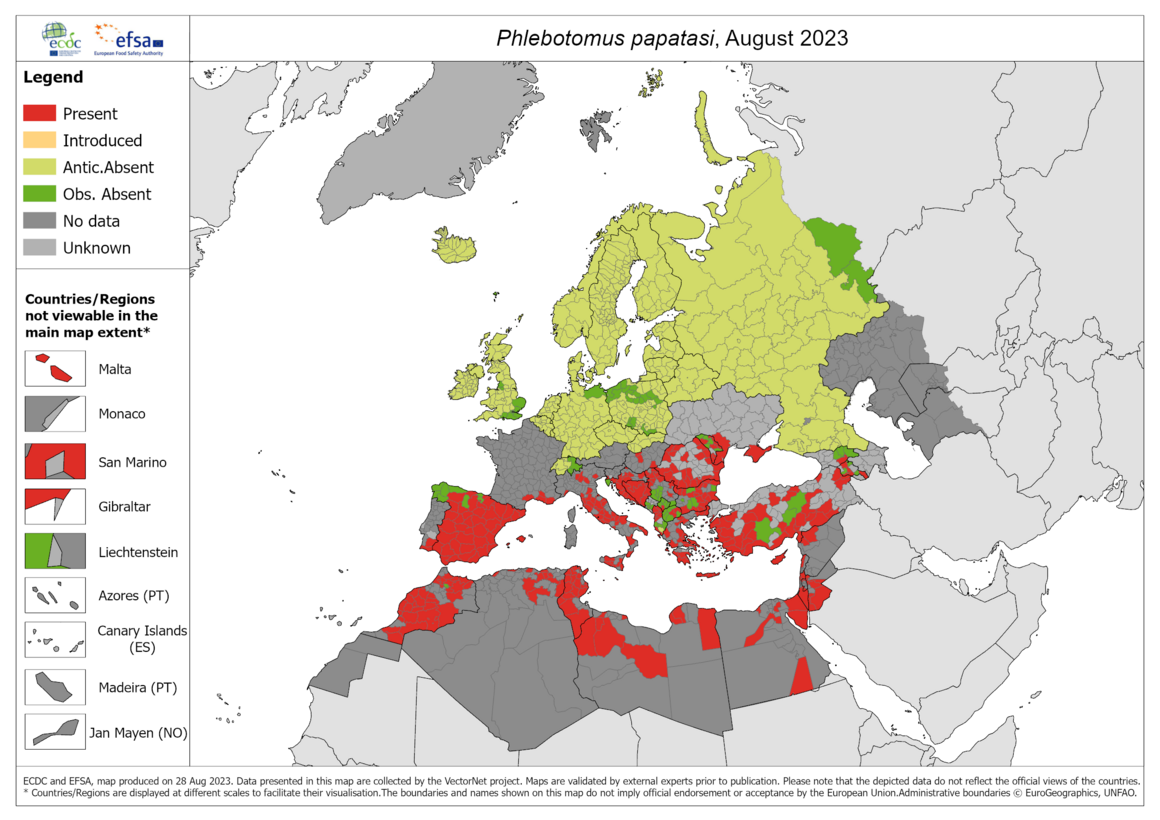 ecdc
efsa
European Food Safety Authority
Phlebotomus papatasi, August 2023
Legend
Present
Introduced
Antic.Absent
Obs. Absent
No data
Unknown
Countries/Regions
not viewable in the
main map extent*
Malta
Monaco
San Marino
Gibraltar
Liechtenstein
Azores (PT)
Canary Islands
(ES)
Madeira (PT)
Jan Mayen (NO)
ECDC and EFSA, map produced on 28 Aug 2023. Data presented in this map are collected by the VectorNet project. Maps are validated by external experts prior to publication. Please note that the depicted data do not reflect the official views of the countries.
* Countries/Regions are displayed at different scales to facilitate their visualisation.The boundaries and names shown on this map do not imply official endorsement or acceptance by the European Union.Administrative boundaries © EuroGeographics, UNFAO.